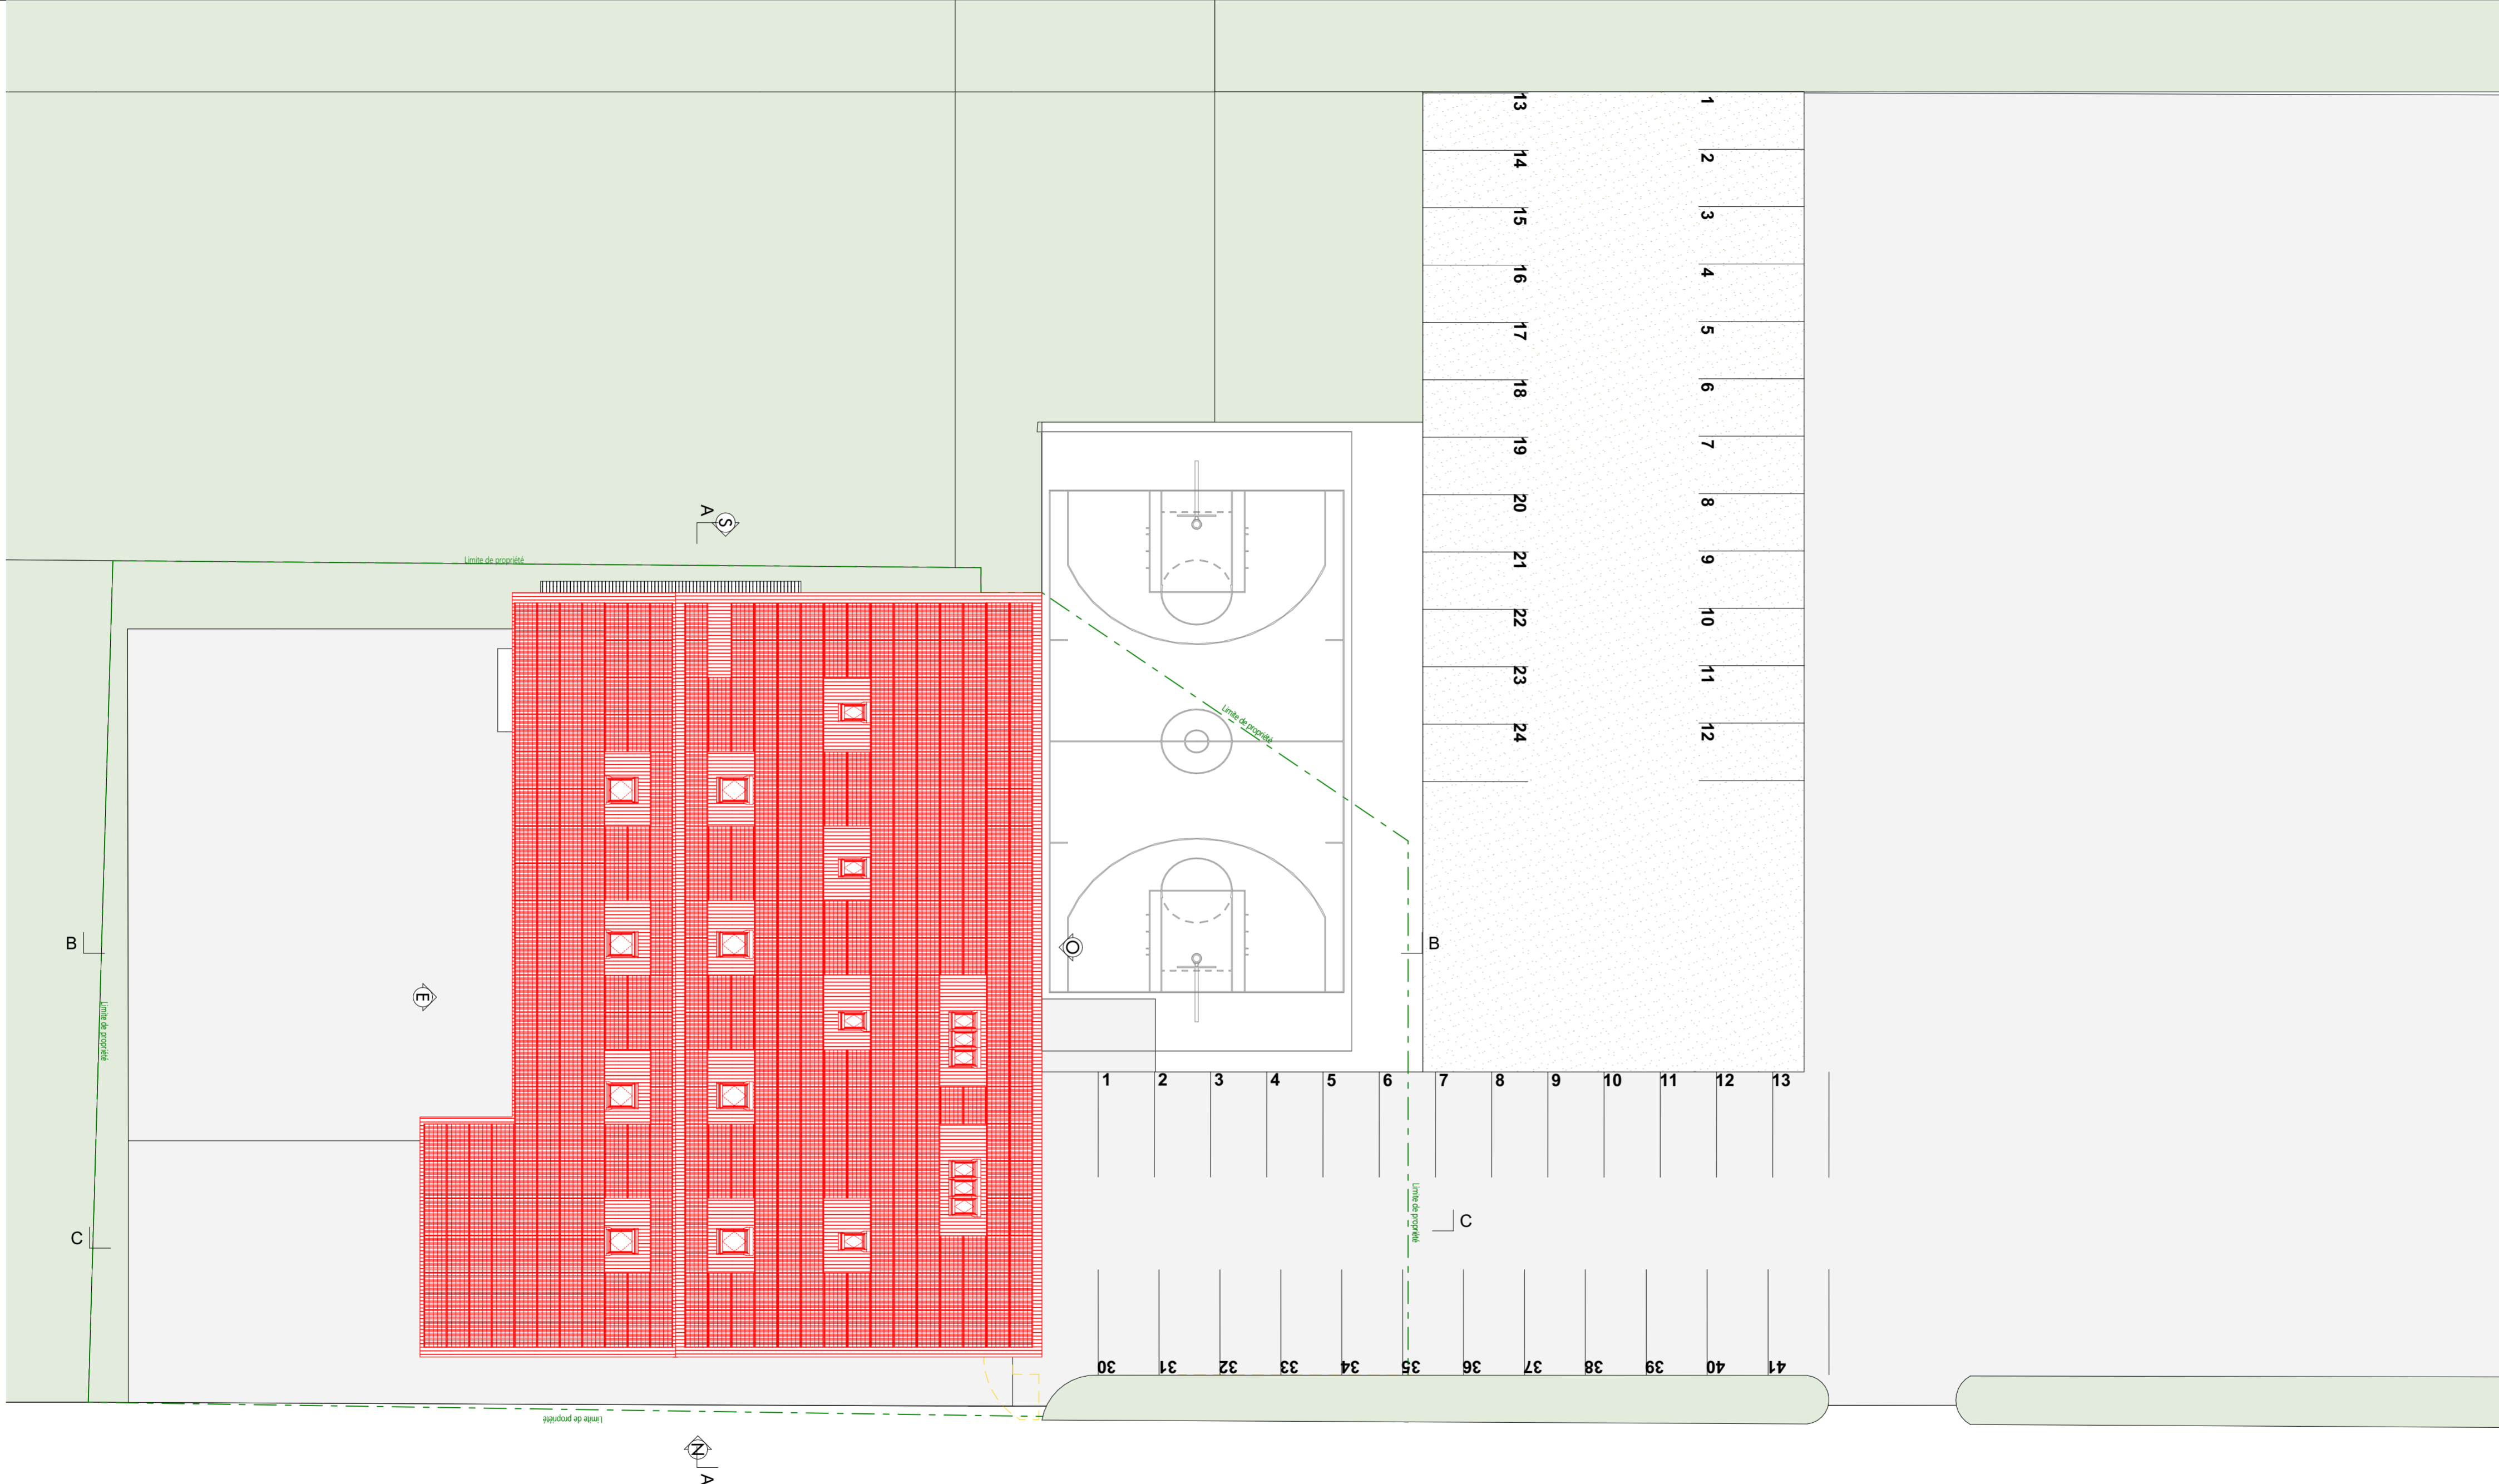 13
1
14
2
15
3
16
4
17
5
18
6
19
7
20
8
A
S
Limite de propriété
21
9
22
10
23
11
Limite de propriété
24
12
B
O
B
E
Limite de propriété
1 2 3 4 5 6 7 8 9 10 11 12 13
C
C
Limite de propriété
30 31 32 33 34 35 36 37 38 39 40 41
Limite de propriété
N
A